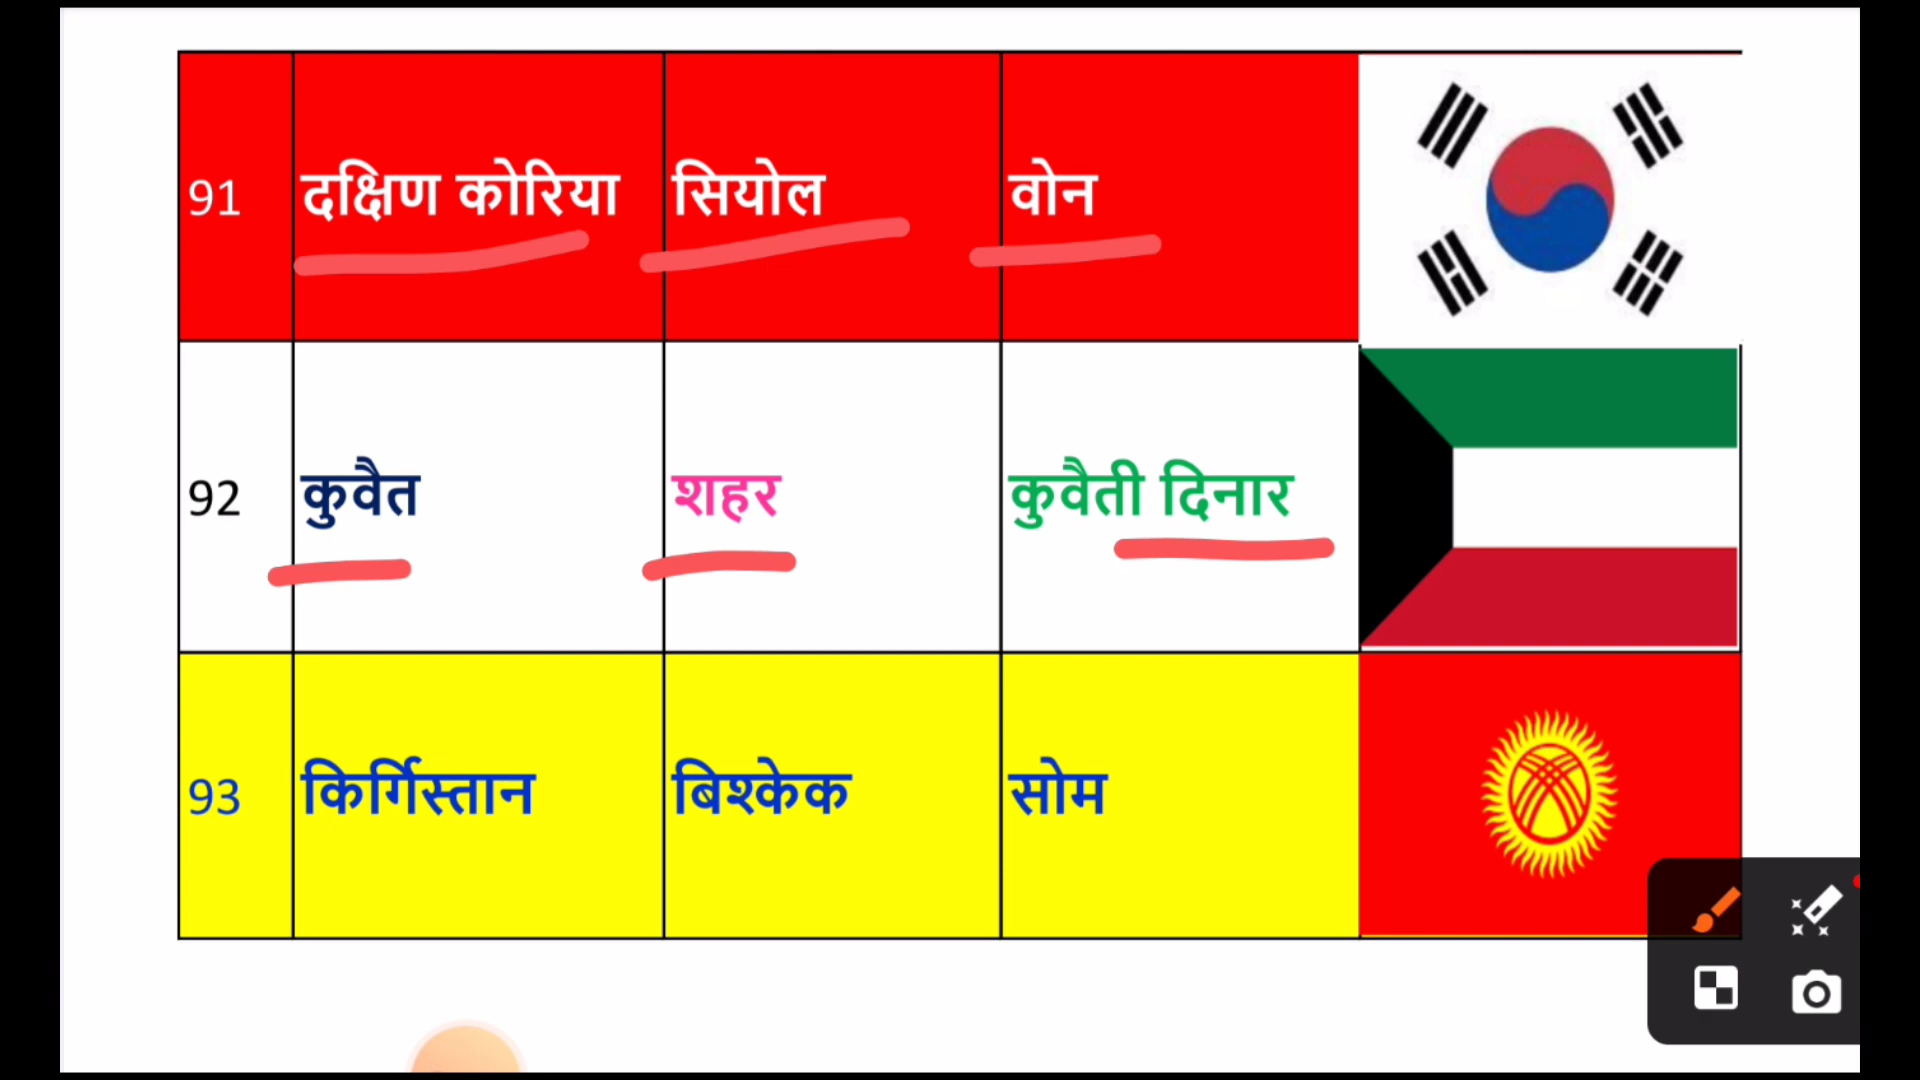 91 दक्षिण कोरिया सियोल वोन
92 कुवैत शहर कुवैती दिनार
93 किर्गिस्तान बिश्केक सोम